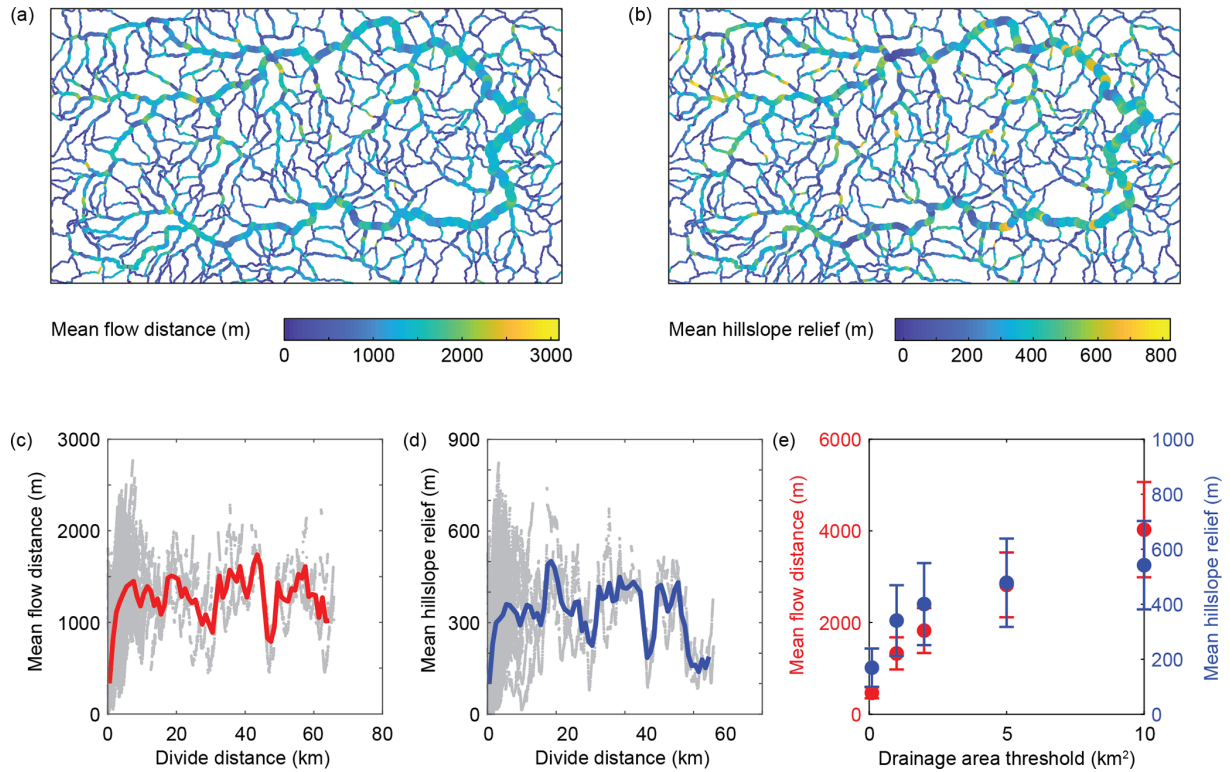 (a)
(b)
Mean flow distance (m)
0 1000 2000 3000
Mean hillslope relief (m)
0 200 400 600 800
(c)
3000
2000
1000
0
Mean flow distance (m)
0 20 40 60 80
Divide distance (km)
(d)
900
600
300
0
Mean hillslope relief (m)
0 20 40 60
Divide distance (km)
(e)
6000
4000
2000
0
Mean flow distance (m)
1000
800
600
400
200
0
Mean hillslope relief (m)
0 5 10
Drainage area threshold (km²)